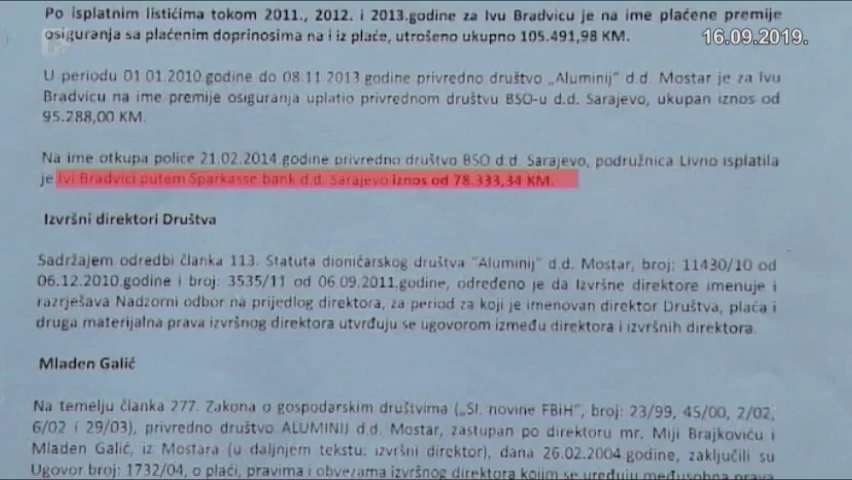 Po isplatnim listićima tokom 2011., 2012. i 2013.godine za Ivu Bradvicu je na ime plaćene premije
osiguranja sa plaćenim doprinosima na i iz plaće, utrošeno ukupno 105.491,98 KM.
16.09.2019.
U periodu 01.01.2010.godine do 08.11.2013.godine privredno društvo „Aluminij" d.d. Mostar je za Ivu
Bradvicu na ime premije osiguranja uplatio privrednom društvu BSO-u d.d. Sarajevo, ukupan iznos od
95.288,00 KM.
Na ime otkupa police 21.02.2014.godine privredno društvo BSO d.d. Sarajevo, podružnica Livno isplatila
je Ivi Bradvici putem Sparkasse bank d.d. Sarajevo iznos od 78.333,34 KM.
Izvršni direktori Društva
Sadržajem odredbi članka 113. Statuta dioničarskog društva "Aluminij" d.d. Mostar, broj: 11430/10 od
06.12.2010.godine i broj: 3535/11 od 06.09.2011.godine, određeno je da Izvršne direktore imenuje i
razrješava Nadzorni odbor na prijedlog direktora, za period za koji je imenovan direktor Društva, plaća i
druga materijalna prava izvršnog direktora utvrđuju se ugovorom između direktora i izvršnih direktora.
Mladen Galić
Na temelju članka 277. Zakona o gospodarskim društvima („Sl. novine FBiH", broj: 23/99, 45/00, 2/02,
6/02 i 29/03), privredno društvo ALUMINIJ d.d. Mostar, zastupan po direktoru mr. Miji Brajkoviću i
Mladen Galić, iz Mostara (u daljnjem tekstu: izvršni direktor), dana 26.02.2004.godine, zaključili su
Ugovor broj: 1732/04, o plaći, pravima i obvezama izvršnog direktora kojim se uređuju međusobna prava